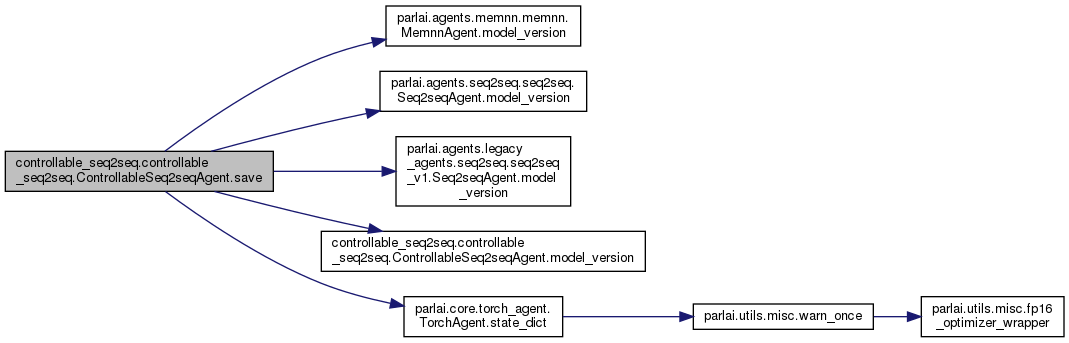 parlai.agents.memnn.memnn.
MemnnAgent.model_version
parlai.agents.seq2seq.seq2seq.
Seq2seqAgent.model_version
controllable_seq2seq.controllable
_seq2seq.ControllableSeq2seqAgent.save
parlai.agents.legacy
_agents.seq2seq.seq2seq
_v1.Seq2seqAgent.model
_version
controllable_seq2seq.controllable
_seq2seq.ControllableSeq2seqAgent.model_version
parlai.core.torch_agent.
TorchAgent.state_dict
parlai.utils.misc.warn_once
parlai.utils.misc.fp16
_optimizer_wrapper